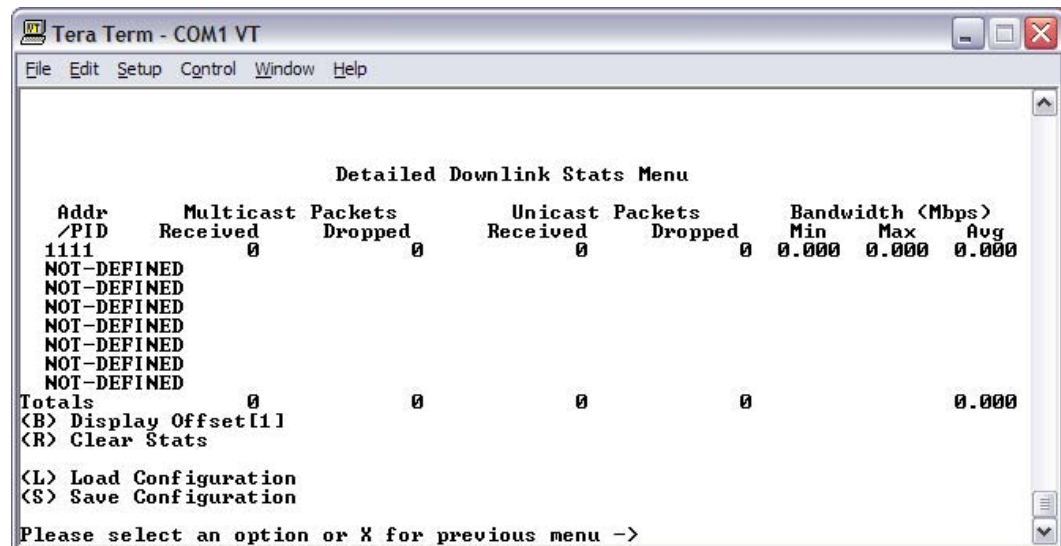 Tera Term - COM1 VT
File Edit Setup Control Window Help
Detailed Downlink Stats Menu
Addr Multicast Packets Unicast Packets Bandwidth (Mbps)
/PID Received Dropped Received Dropped Min Max Avg
1111 0 0 0 0 0.000 0.000 0.000
NOT-DEFINED
NOT-DEFINED
NOT-DEFINED
NOT-DEFINED
NOT-DEFINED
NOT-DEFINED
NOT-DEFINED
Totals 0 0 0 0 0.000
(B) Display Offset[1]
(R) Clear Stats
(L) Load Configuration
(S) Save Configuration
Please select an option or X for previous menu ->